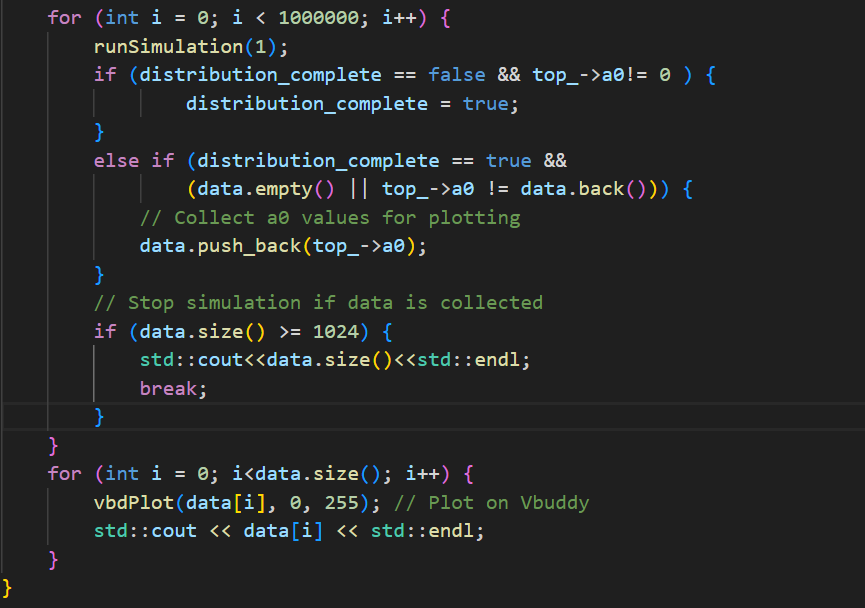 for (int i = 0; i < 1000000; i++) {
    runSimulation(1);
    if (distribution_complete == false && top_->a0!= 0 ) {
            distribution_complete = true;
    }
    else if (distribution_complete == true &&
            (data.empty() || top_->a0 != data.back())) {
        // Collect a0 values for plotting
        data.push_back(top_->a0);
    }
    // Stop simulation if data is collected
    if (data.size() >= 1024) {
        std::cout<<data.size()<<std::endl;
        break;
    }
}
for (int i = 0; i<data.size(); i++) {
    vbdPlot(data[i], 0, 255); // Plot on Vbuddy
    std::cout << data[i] << std::endl;
}
}